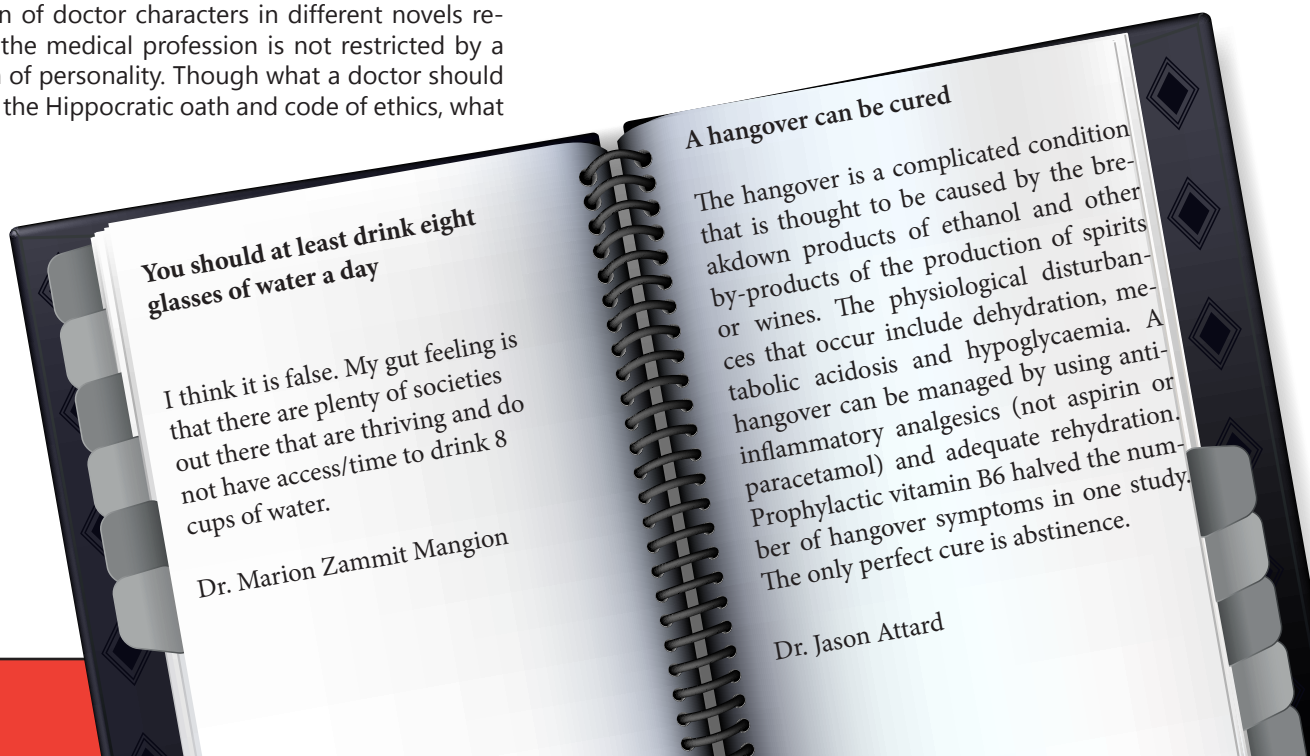 n of doctor characters in different novels re-
the medical profession is not restricted by a
of personality. Though what a doctor should
the Hippocratic oath and code of ethics, what
You should at least drink eight
glasses of water a day
I think it is false. My gut feeling is
that there are plenty of societies
out there that are thriving and do
not have access/time to drink 8
cups of water.
Dr. Marion Zammit Mangion
A hangover can be cured
The hangover is a complicated condition
that is thought to be caused by the bre-
akdown products of ethanol and other
by-products of the production of spirits
or wines. The physiological disturban-
ces that occur include dehydration, me-
tabolic acidosis and hypoglycaemia. A
hangover can be managed by using anti-
inflammatory analgesics (not aspirin or
paracetamol) and adequate rehydration.
Prophylactic vitamin B6 halved the num-
ber of hangover symptoms in one study.
The only perfect cure is abstinence.
Dr. Jason Attard